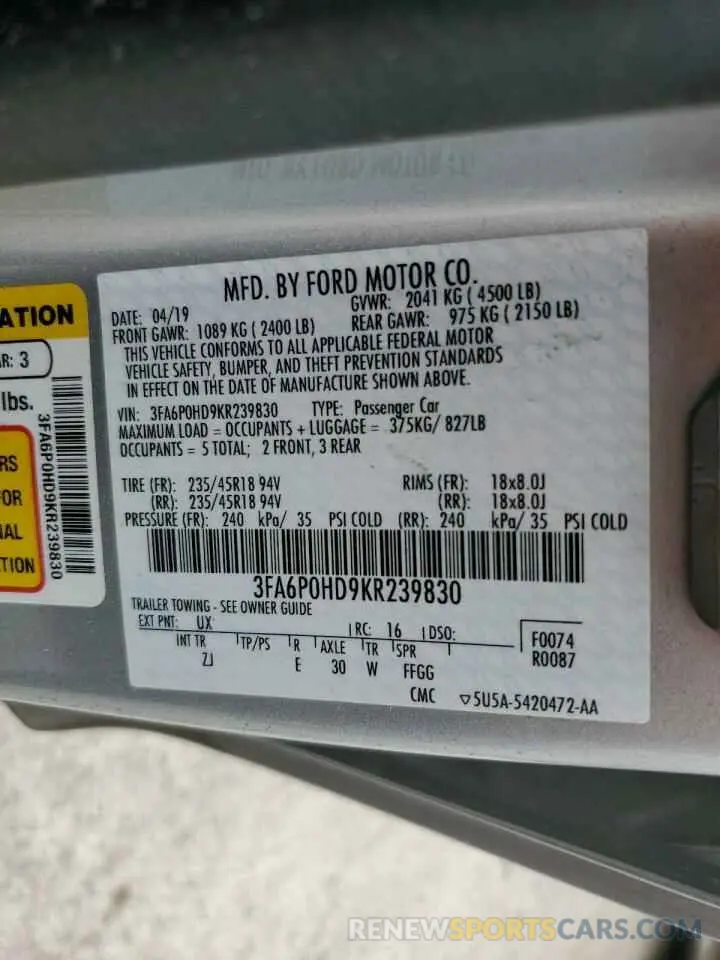 MFD. BY FORD MOTOR CO.
DATE: 04/19 GVWR: 2041 KG ( 4500 LB)
FRONT GAWR: 1089 KG ( 2400 LB) REAR GAWR: 975 KG ( 2150 LB)
THIS VEHICLE CONFORMS TO ALL APPLICABLE FEDERAL MOTOR
VEHICLE SAFETY, BUMPER, AND THEFT PREVENTION STANDARDS
IN EFFECT ON THE DATE OF MANUFACTURE SHOWN ABOVE.
VIN: 3FA6P0HD9KR239830 TYPE: Passenger Car
MAXIMUM LOAD = OCCUPANTS + LUGGAGE = 375KG/ 827LB
OCCUPANTS = 5 TOTAL; 2 FRONT, 3 REAR
TIRE (FR): 235/45R18 94V RIMS (FR): 18x8.0J
(RR): 235/45R18 94V (RR): 18x8.0J
PRESSURE (FR): 240 kPa/ 35 PSI COLD (RR): 240 kPa/ 35 PSI COLD
3FA6P0HD9KR239830
TRAILER TOWING - SEE OWNER GUIDE
EXT PNT: UX RC: 16 DSO: F0074
INT TR TP/PS R AXLE TR SPR R0087
ZJ E 30 W FFGG
CMC 5U5A-5420472-AA
ATION
AR: 3
lbs.
3FA6P0HD9KR239830
RS
FOR
NAL
TION
RENEWSPORTSCARS.COM